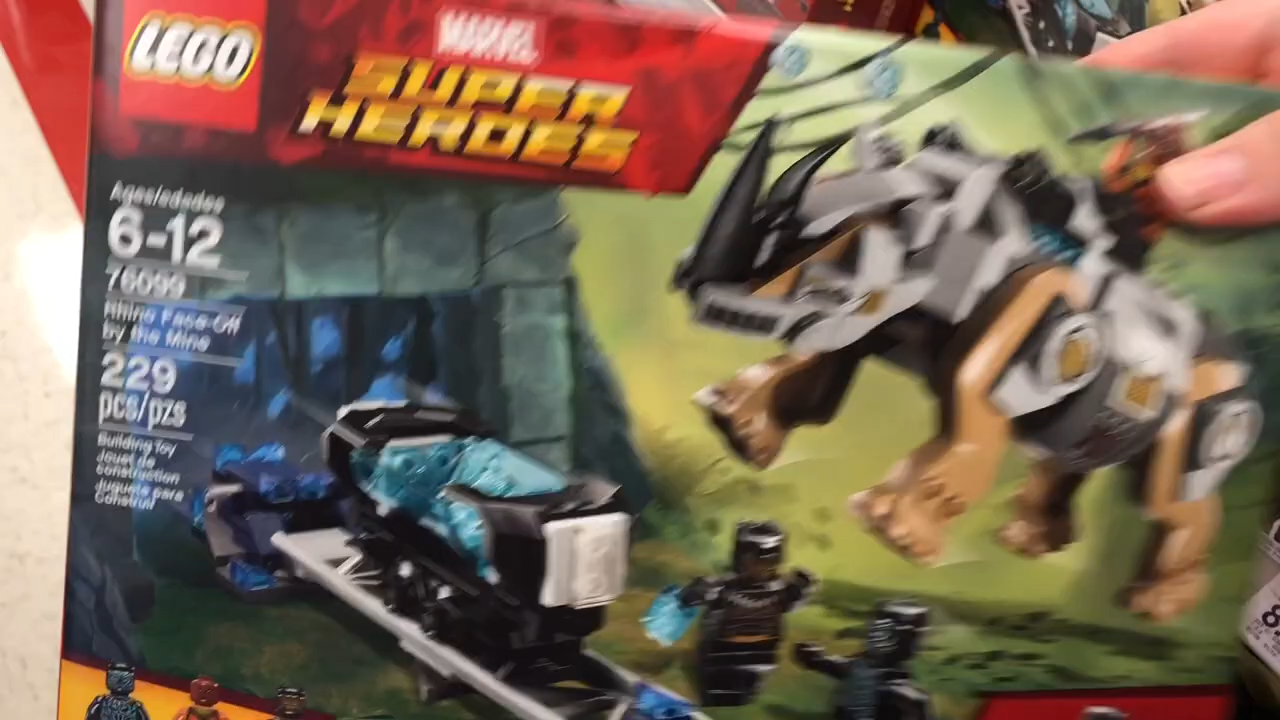 LEGO
MARVEL
SUPER
HEROES
Ages/edades
6-12
76099
Rhino Face-Off
by the Mine
229
pcs/pzs
Building Toy
Jouet de
construction
Juguete para
Construir
8